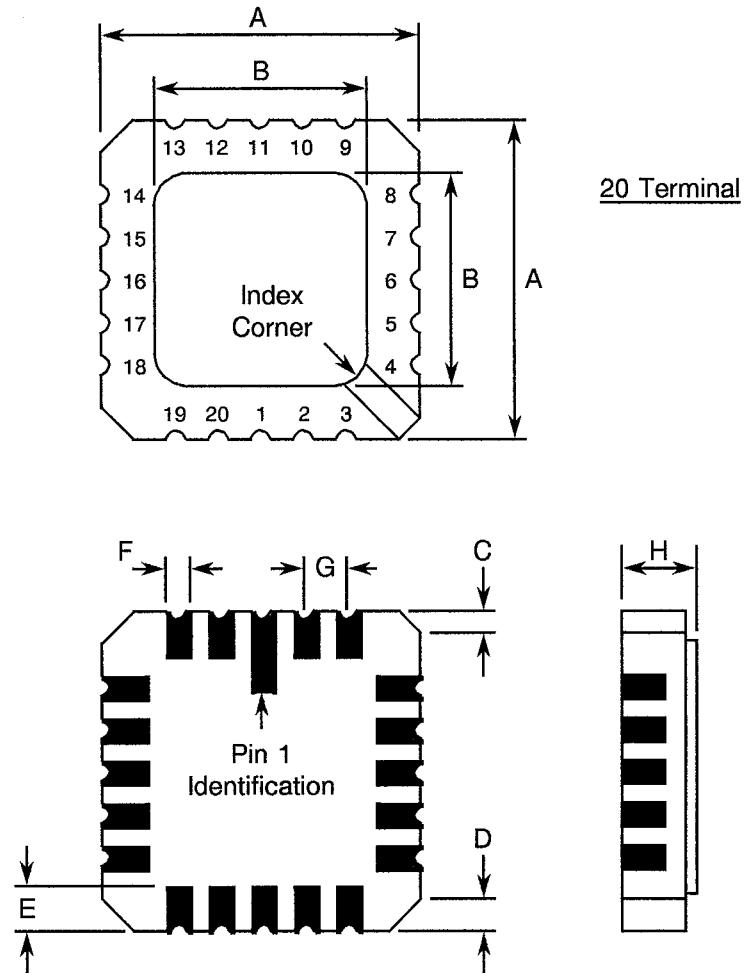 A
B
13 12 11 10 9
14 8
20 Terminal
15 7
16 6
B A
Index
Corner
17 5
18 4
19 20 1 2 3
F G C H
Pin 1
Identification
D
E